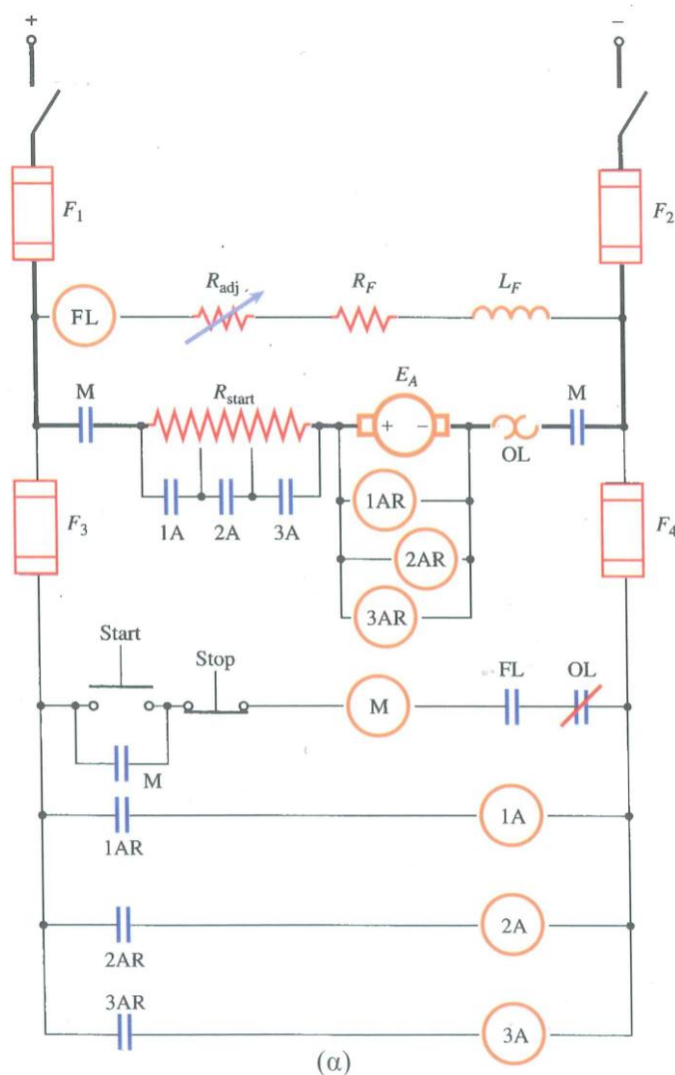 + −
F1 F2
Radj RF LF
FL
M Rstart EA M
+ −
OL
1A 2A 3A
1AR
F3 F4
2AR
3AR
Start
Stop
FL OL
M
M
1A
1AR
2A
2AR
3AR
3A
(α)